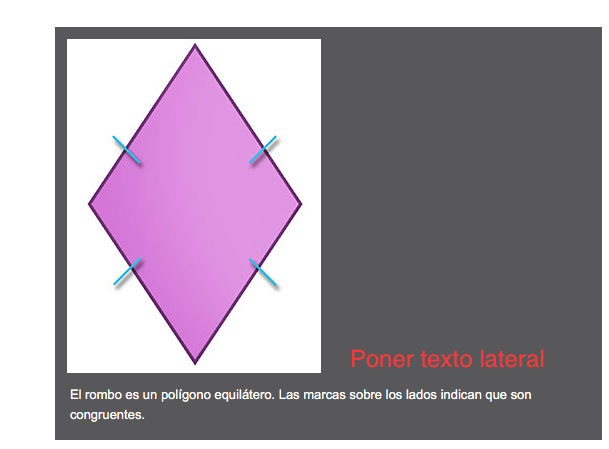 Poner texto lateral
El rombo es un polígono equilátero. Las marcas sobre los lados indican que son
congruentes.